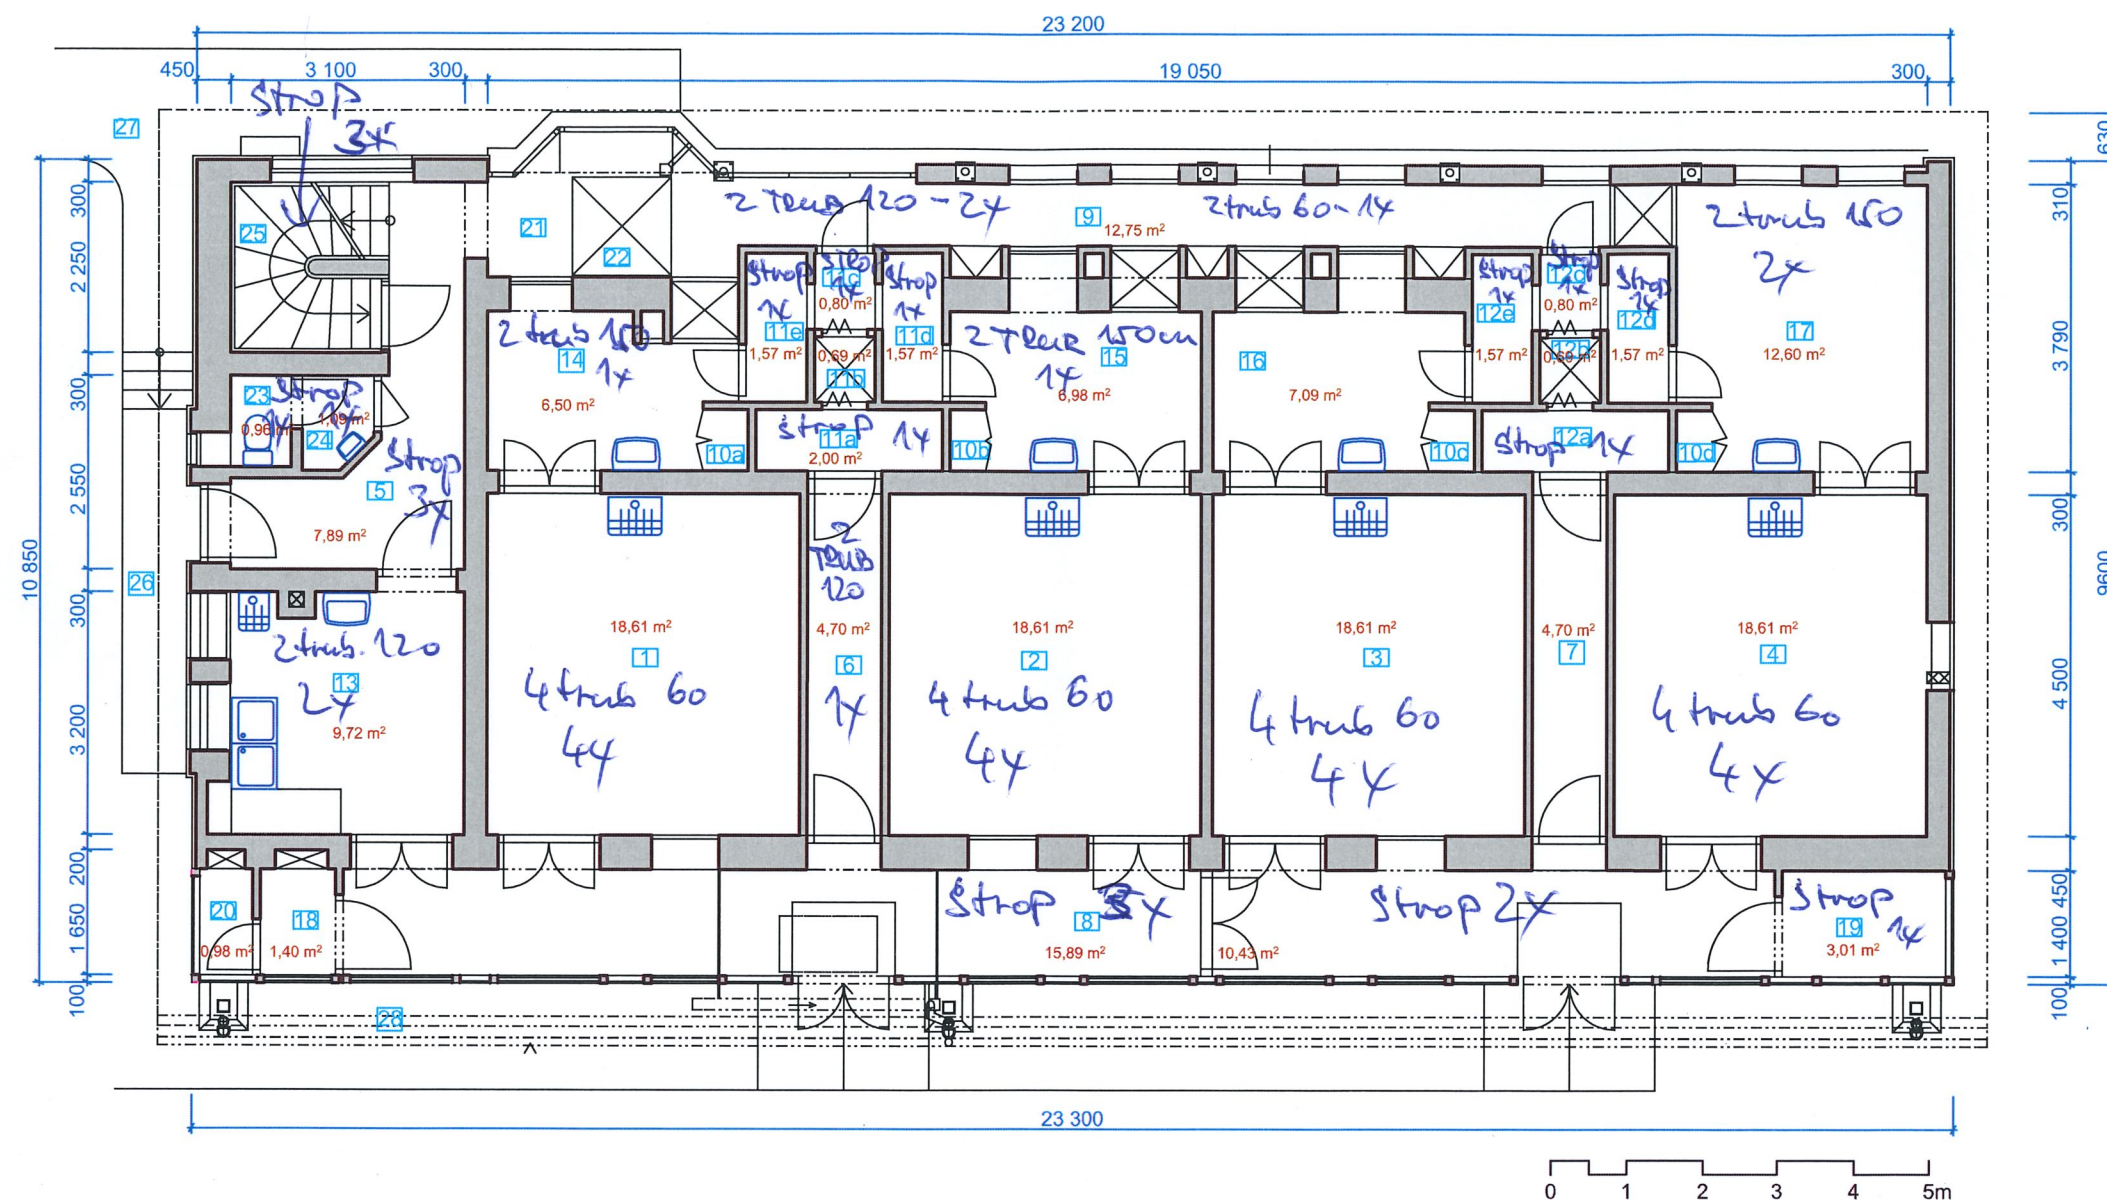 23 200
450
3 100
300
19 050
300
Strop
3x
27
630
300
2 Trub 120 - 2x
9
12,75 m²
2 trub 60 - 1x
2 trub 150
2x
310
25
21
22
2 250
Strop
1x
11e
1,57 m²
Strop
11c
1x
0,80 m²
0,69 m²
11b
Strop
1x
11d
1,57 m²
Strop
1x
12e
1,57 m²
Strop
1x
0,80 m²
12b
0,69 m²
Strop
1x
12d
1,57 m²
2 trub 150
14
1x
6,50 m²
2 TRUB 150cm
15
1x
6,98 m²
16
7,09 m²
17
12,60 m²
3 790
300
23
Strop
1x
0,96 m²
1x
1,09 m²
24
10a
Strop 1x
11a
2,00 m²
10b
10c
Strop 1x
12a
10d
2 550
Strop
5
3x
7,89 m²
300
10 850
26
9600
300
2 trub. 120
13
2x
9,72 m²
18,61 m²
1
4 trub 60
4x
2
TRUB
120
4,70 m²
6
1x
18,61 m²
2
4 trub 60
4x
18,61 m²
3
4 trub 60
4x
4,70 m²
7
18,61 m²
4
4 trub 60
4x
4 500
3 200
200
20
0,98 m²
18
1,40 m²
Strop
8
15,89 m²
10,43 m²
Strop 2x
Strop
19
1x
3,01 m²
450
1 650
1 400
100
100
28
23 300
0 1 2 3 4 5m